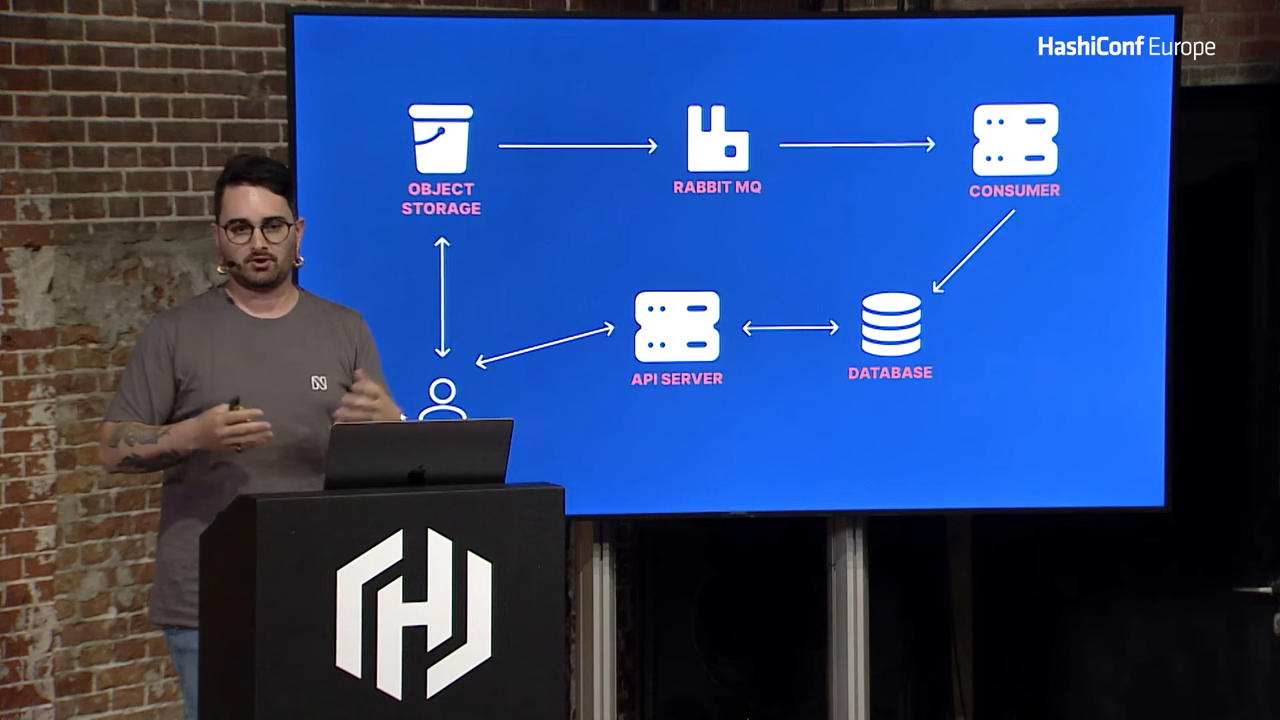 HashiConf Europe
OBJECT
STORAGE
RABBIT MQ
CONSUMER
API SERVER
DATABASE